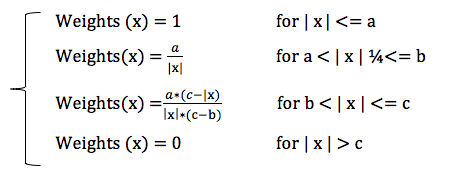 Weights (x) = 1 for | x| <= a
Weights(x) = a/|x| for a < | x | ¼<= b
Weights(x) = a*(c-|x)/|x|*(c-b) for b < | x | <= c
Weights (x) = 0 for | x | > c